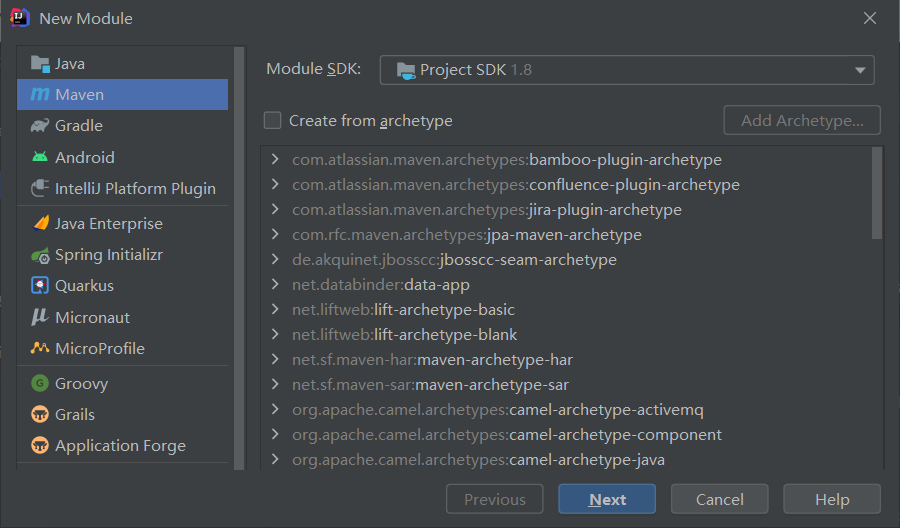 New Module
Java
Maven
Gradle
Android
IntelliJ Platform Plugin
Java Enterprise
Spring Initializr
Quarkus
Micronaut
MicroProfile
Groovy
Grails
Application Forge
Module SDK: Project SDK 1.8
Create from archetype Add Archetype...
com.atlassian.maven.archetypes:bamboo-plugin-archetype
com.atlassian.maven.archetypes:confluence-plugin-archetype
com.atlassian.maven.archetypes:jira-plugin-archetype
com.rfc.maven.archetypes:jpa-maven-archetype
de.akquinet.jbosscc:jbosscc-seam-archetype
net.databinder:data-app
net.liftweb:lift-archetype-basic
net.liftweb:lift-archetype-blank
net.sf.maven-har:maven-archetype-har
net.sf.maven-sar:maven-archetype-sar
org.apache.camel.archetypes:camel-archetype-activemq
org.apache.camel.archetypes:camel-archetype-component
org.apache.camel.archetypes:camel-archetype-java
Previous Next Cancel Help